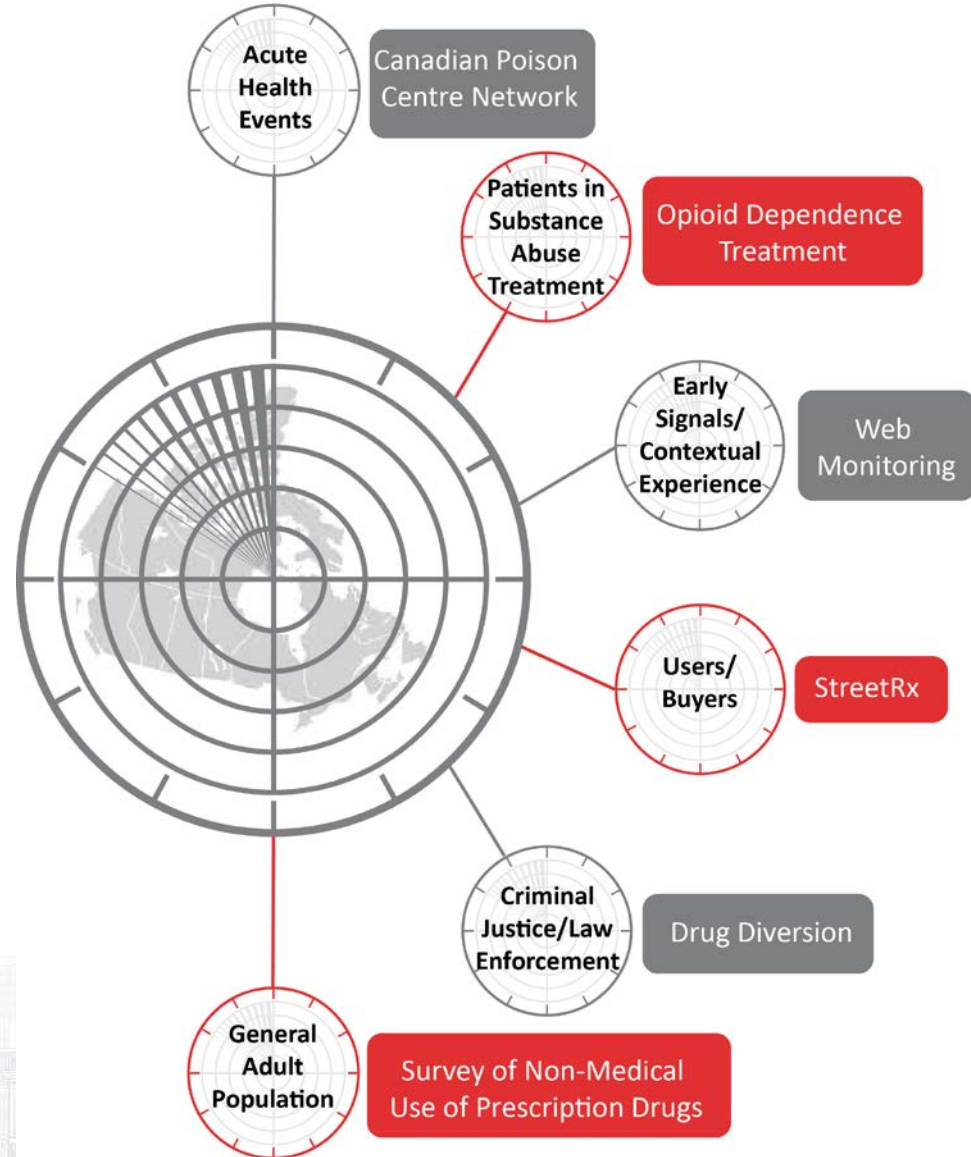 Acute
Health
Events
Canadian Poison
Centre Network
Patients in
Substance
Abuse
Treatment
Opioid Dependence
Treatment
Early
Signals/
Contextual
Experience
Web
Monitoring
Users/
Buyers
StreetRx
Criminal
Justice/Law
Enforcement
Drug Diversion
General
Adult
Population
Survey of Non-Medical
Use of Prescription Drugs